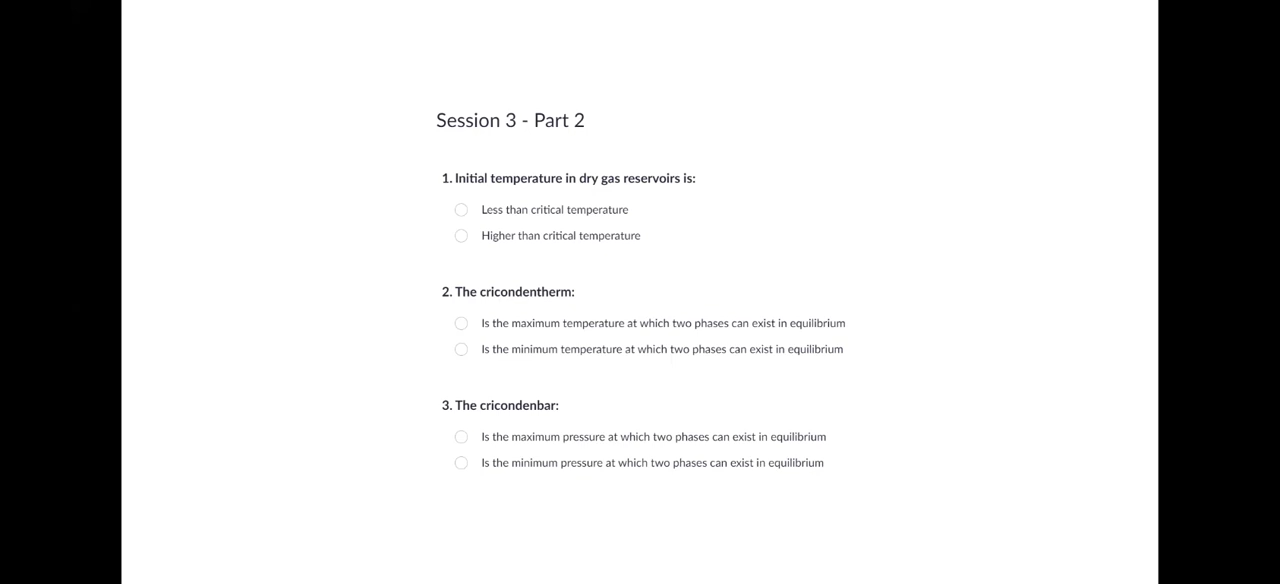 Session 3 - Part 2
1. Initial temperature in dry gas reservoirs is:
Less than critical temperature
Higher than critical temperature
2. The cricondentherm:
Is the maximum temperature at which two phases can exist in equilibrium
Is the minimum temperature at which two phases can exist in equilibrium
3. The cricondenbar:
Is the maximum pressure at which two phases can exist in equilibrium
Is the minimum pressure at which two phases can exist in equilibrium